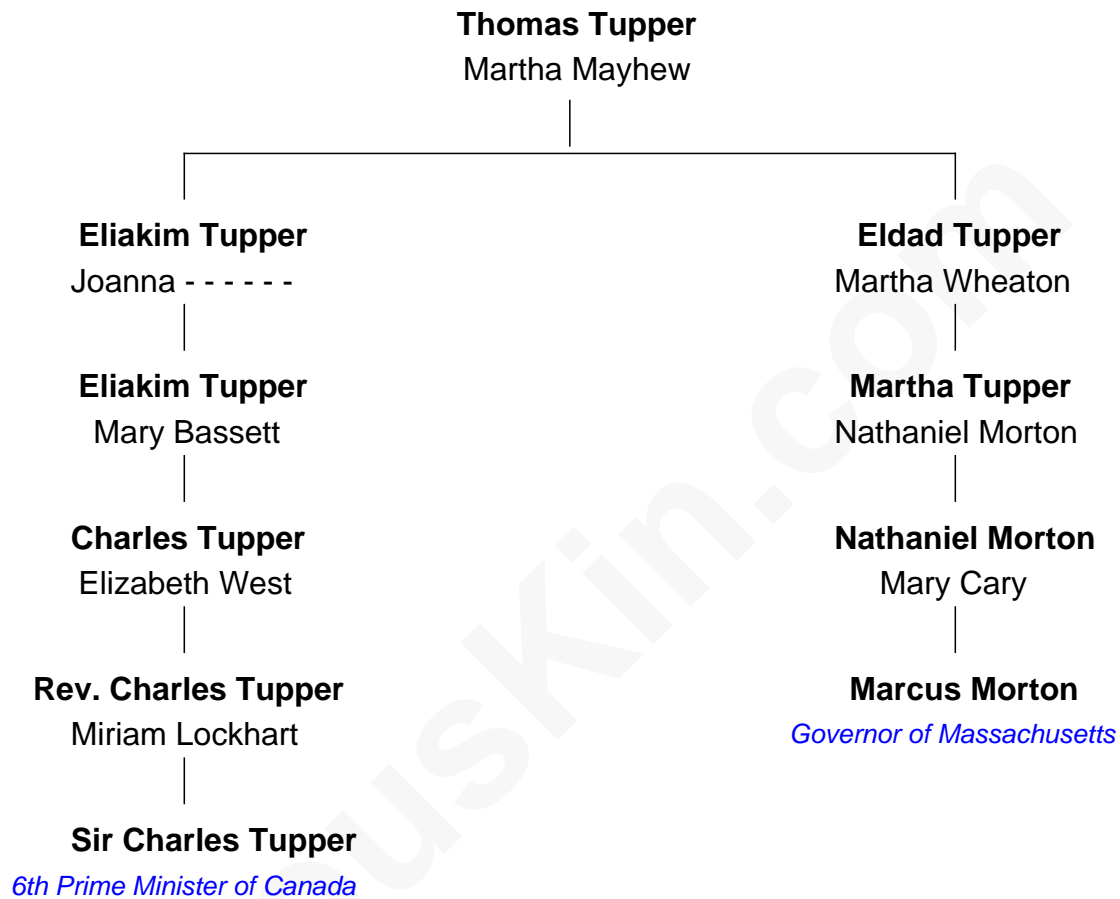 Thomas Tupper
Martha Mayhew
Eliakim Tupper
Joanna - - - - - -
Eldad Tupper
Martha Wheaton
Eliakim Tupper
Mary Bassett
Martha Tupper
Nathaniel Morton
Charles Tupper
Elizabeth West
Nathaniel Morton
Mary Cary
Rev. Charles Tupper
Miriam Lockhart
Marcus Morton
Governor of Massachusetts
Sir Charles Tupper
6th Prime Minister of Canada
usKin.com